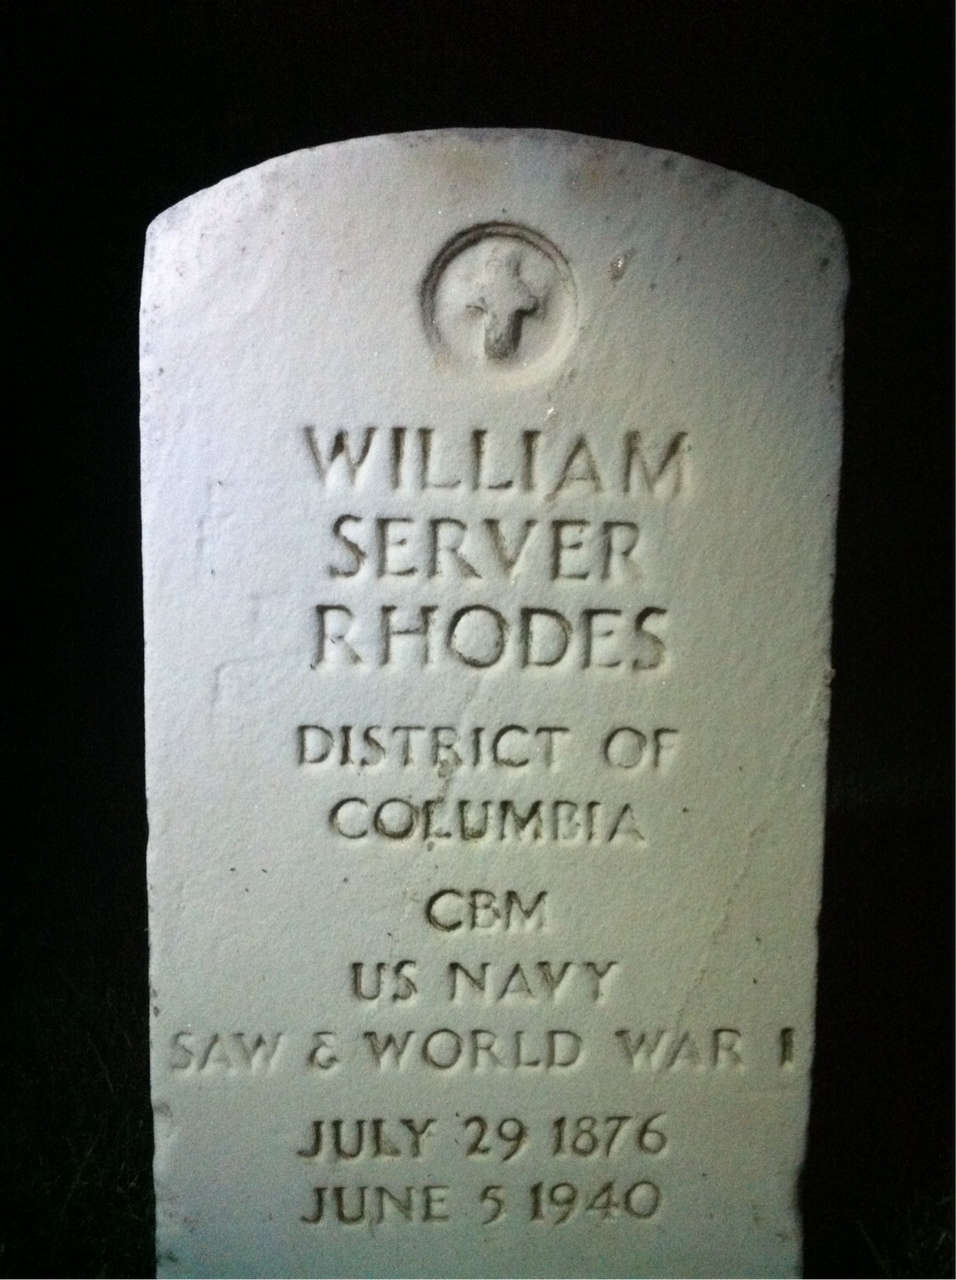 WILLIAM
SERVER
RHODES
DISTRICT OF
COLUMBIA
CBM
US NAVY
SAW & WORLD WAR I
JULY 29 1876
JUNE 5 1940